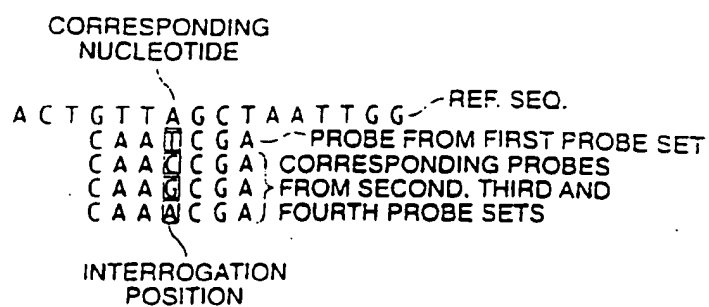 CORRESPONDING
NUCLEOTIDE
A C T G T T A G C T A A T T G G REF. SEQ.
C A A T C G A PROBE FROM FIRST PROBE SET
C A A C C G A CORRESPONDING PROBES
C A A G C G A FROM SECOND. THIRD AND
C A A A C G A FOURTH PROBE SETS
INTERROGATION
POSITION